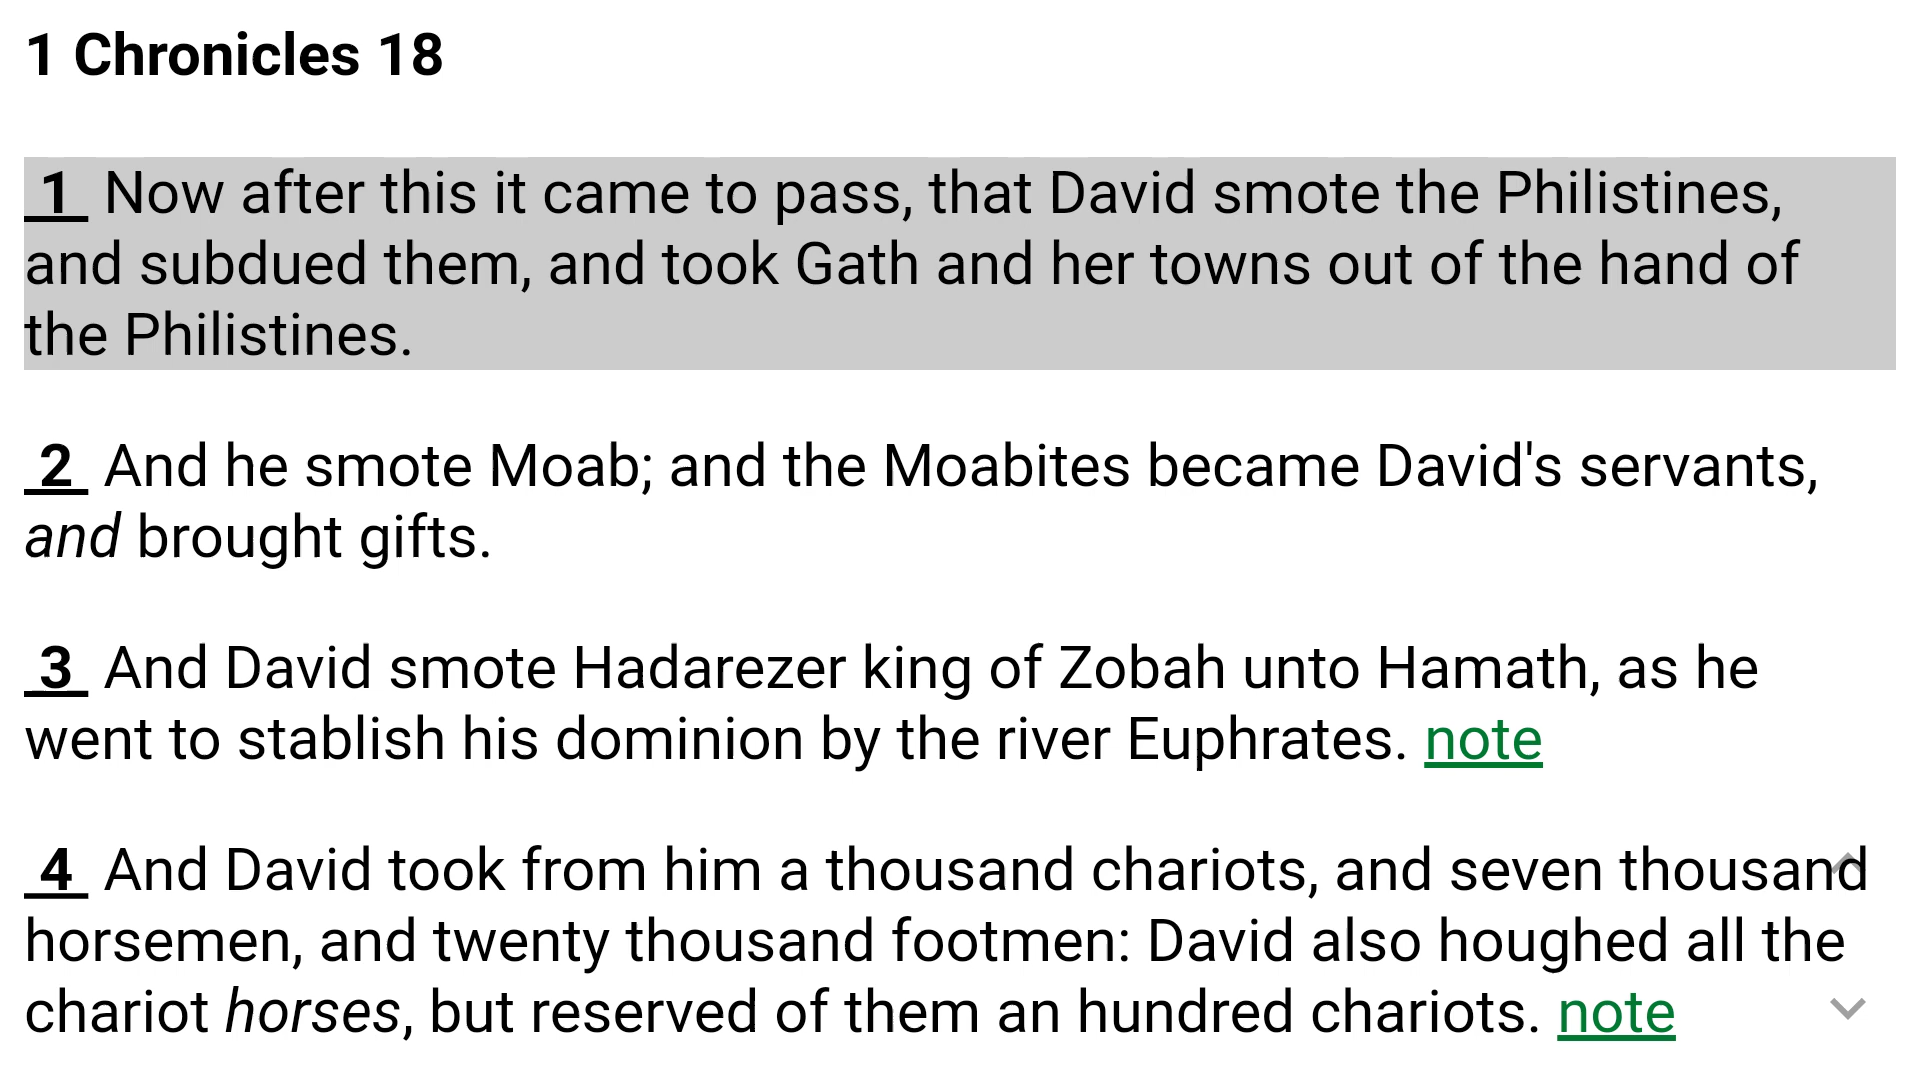 1 Chronicles 18
1 Now after this it came to pass, that David smote the Philistines,
and subdued them, and took Gath and her towns out of the hand of
the Philistines.
2 And he smote Moab; and the Moabites became David's servants,
and brought gifts.
3 And David smote Hadarezer king of Zobah unto Hamath, as he
went to stablish his dominion by the river Euphrates. note
4 And David took from him a thousand chariots, and seven thousand
horsemen, and twenty thousand footmen: David also houghed all the
chariot horses, but reserved of them an hundred chariots. note